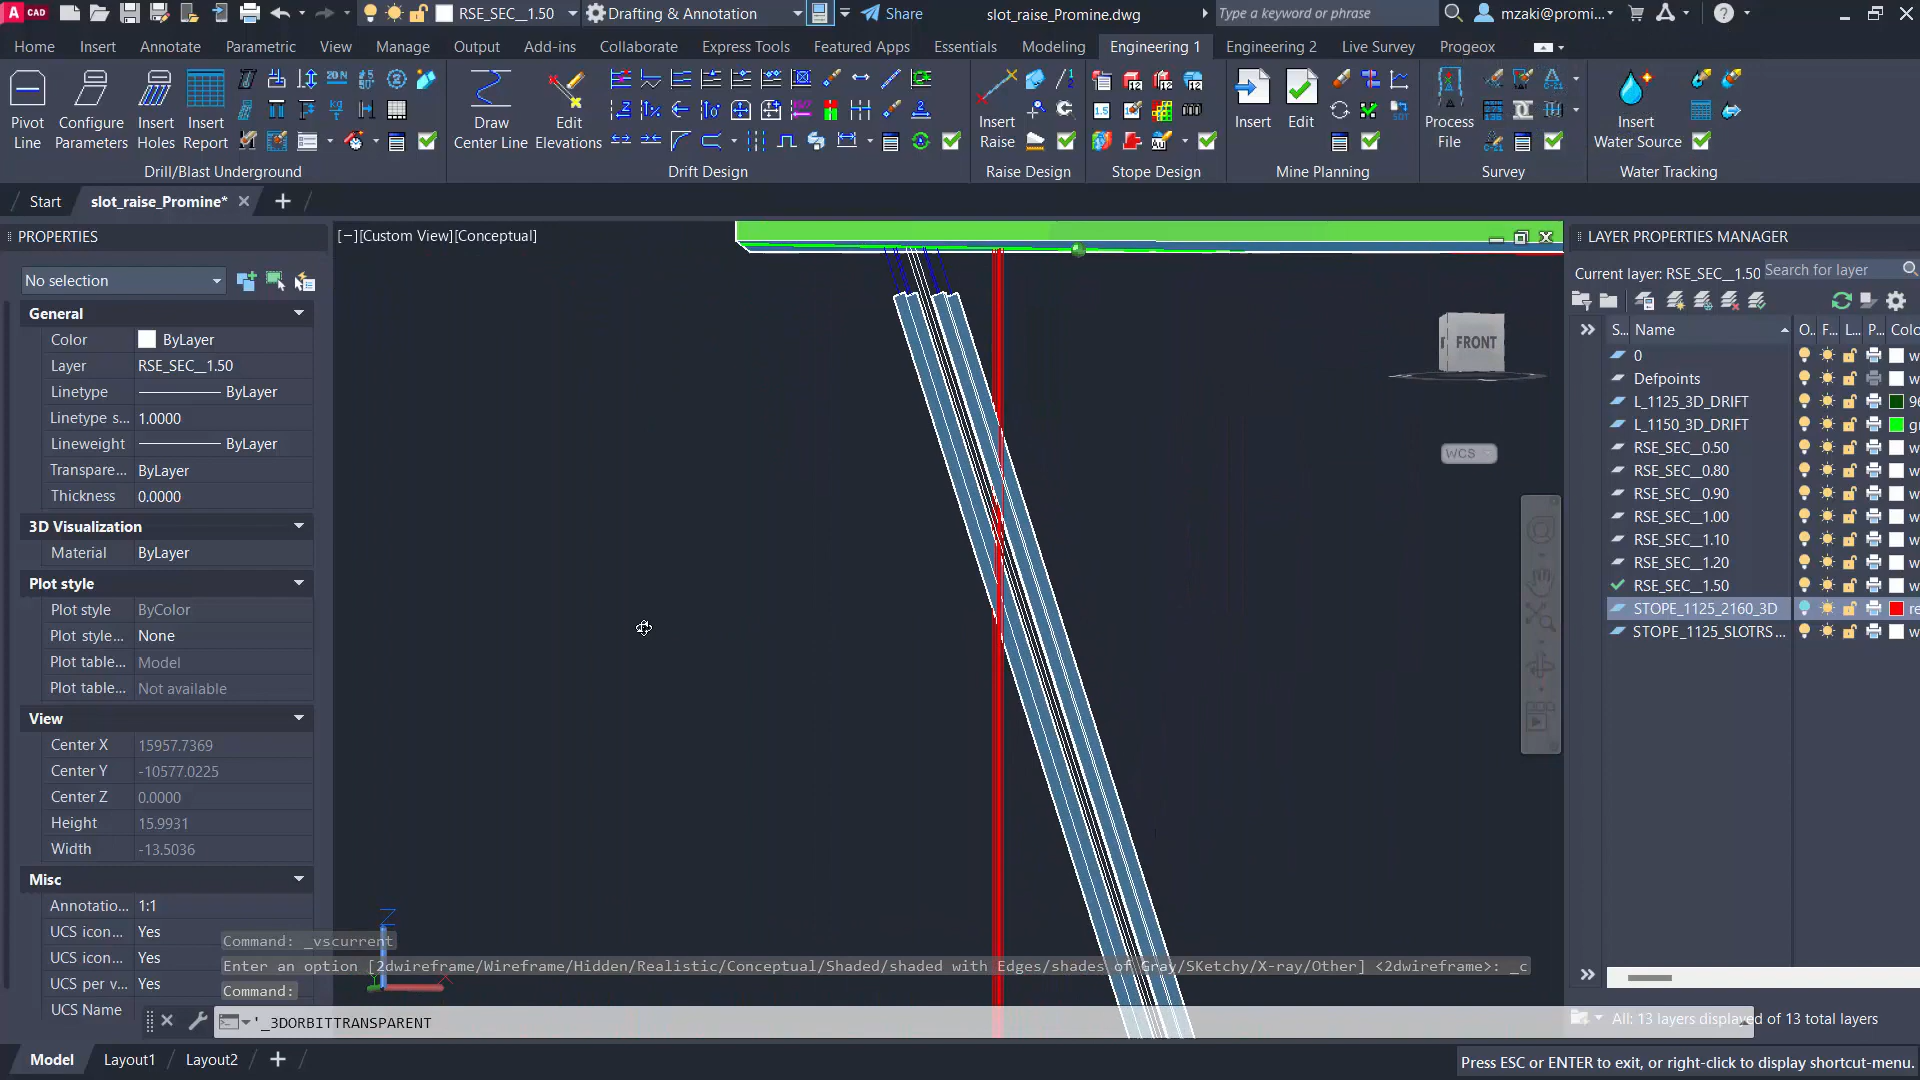 A CAD RSE_SEC__1.50 Drafting & Annotation Share slot_raise_Promine.dwg Type a keyword or phrase mzaki@promi...
Home Insert Annotate Parametric View Manage Output Add-ins Collaborate Express Tools Featured Apps Essentials Modeling Engineering 1 Engineering 2 Live Survey Progeox
Pivot Line
Configure Parameters
Insert Holes
Insert Report
Draw Center Line
Edit Elevations
Insert Raise
Insert
Edit
Process File
Insert Water Source
Drill/Blast Underground Drift Design Raise Design Stope Design Mine Planning Survey Water Tracking
Start slot_raise_Promine*
PROPERTIES
No selection
General
Color ByLayer
Layer RSE_SEC__1.50
Linetype ByLayer
Linetype s... 1.0000
Lineweight ByLayer
Transpare... ByLayer
Thickness 0.0000
3D Visualization
Material ByLayer
Plot style
Plot style ByColor
Plot style... None
Plot table... Model
Plot table... Not available
View
Center X 15957.7369
Center Y -10577.0225
Center Z 0.0000
Height 15.9931
Width -13.5036
Misc
Annotatio... 1:1
UCS icon... Yes
UCS icon... Yes
UCS per v... Yes
UCS Name
[−][Custom View][Conceptual]
FRONT
WCS
Z
X
Y
Command: _vscurrent
Enter an option [2dwireframe/Wireframe/Hidden/Realistic/Conceptual/Shaded/shaded with Edges/shades of Gray/SKetchy/X-ray/Other] <2dwireframe>: _c
Command:
'_3DORBITTRANSPARENT
LAYER PROPERTIES MANAGER
Current layer: RSE_SEC__1.50 Search for layer
S.. Name O.. F... L... P... Colo
0 w
Defpoints w
L_1125_3D_DRIFT 96
L_1150_3D_DRIFT gr
RSE_SEC__0.50 w
RSE_SEC__0.80 w
RSE_SEC__0.90 w
RSE_SEC__1.00 w
RSE_SEC__1.10 w
RSE_SEC__1.20 w
RSE_SEC__1.50 w
STOPE_1125_2160_3D re
STOPE_1125_SLOTRS... w
All: 13 layers displayed of 13 total layers
Model Layout1 Layout2
Press ESC or ENTER to exit, or right-click to display shortcut-menu.